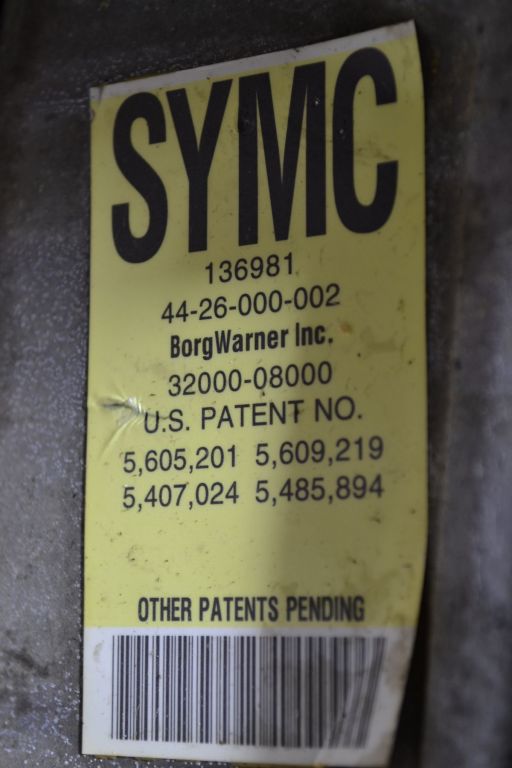 SYMC
136981
44-26-000-002
BorgWarner Inc.
32000-08000
U.S. PATENT NO.
5,605,201 5,609,219
5,407,024 5,485,894
OTHER PATENTS PENDING